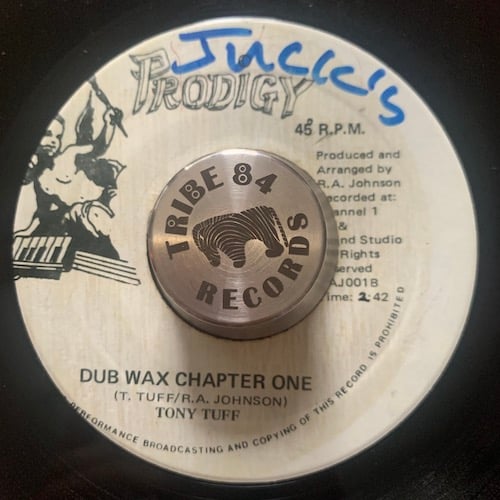 Jucc's
PRODIGY
45 R.P.M.
Produced and
Arranged by
R.A. Johnson
Recorded at:
annel 1
&
nd Studio
Rights
served
AJ001B
ime: 2:42
TRIBE 84
RECORDS
DUB WAX CHAPTER ONE
(T. TUFF/R.A. JOHNSON)
TONY TUFF
PERFORMANCE BROADCASTING AND COPYING OF THIS RECORD IS PROHIBITED